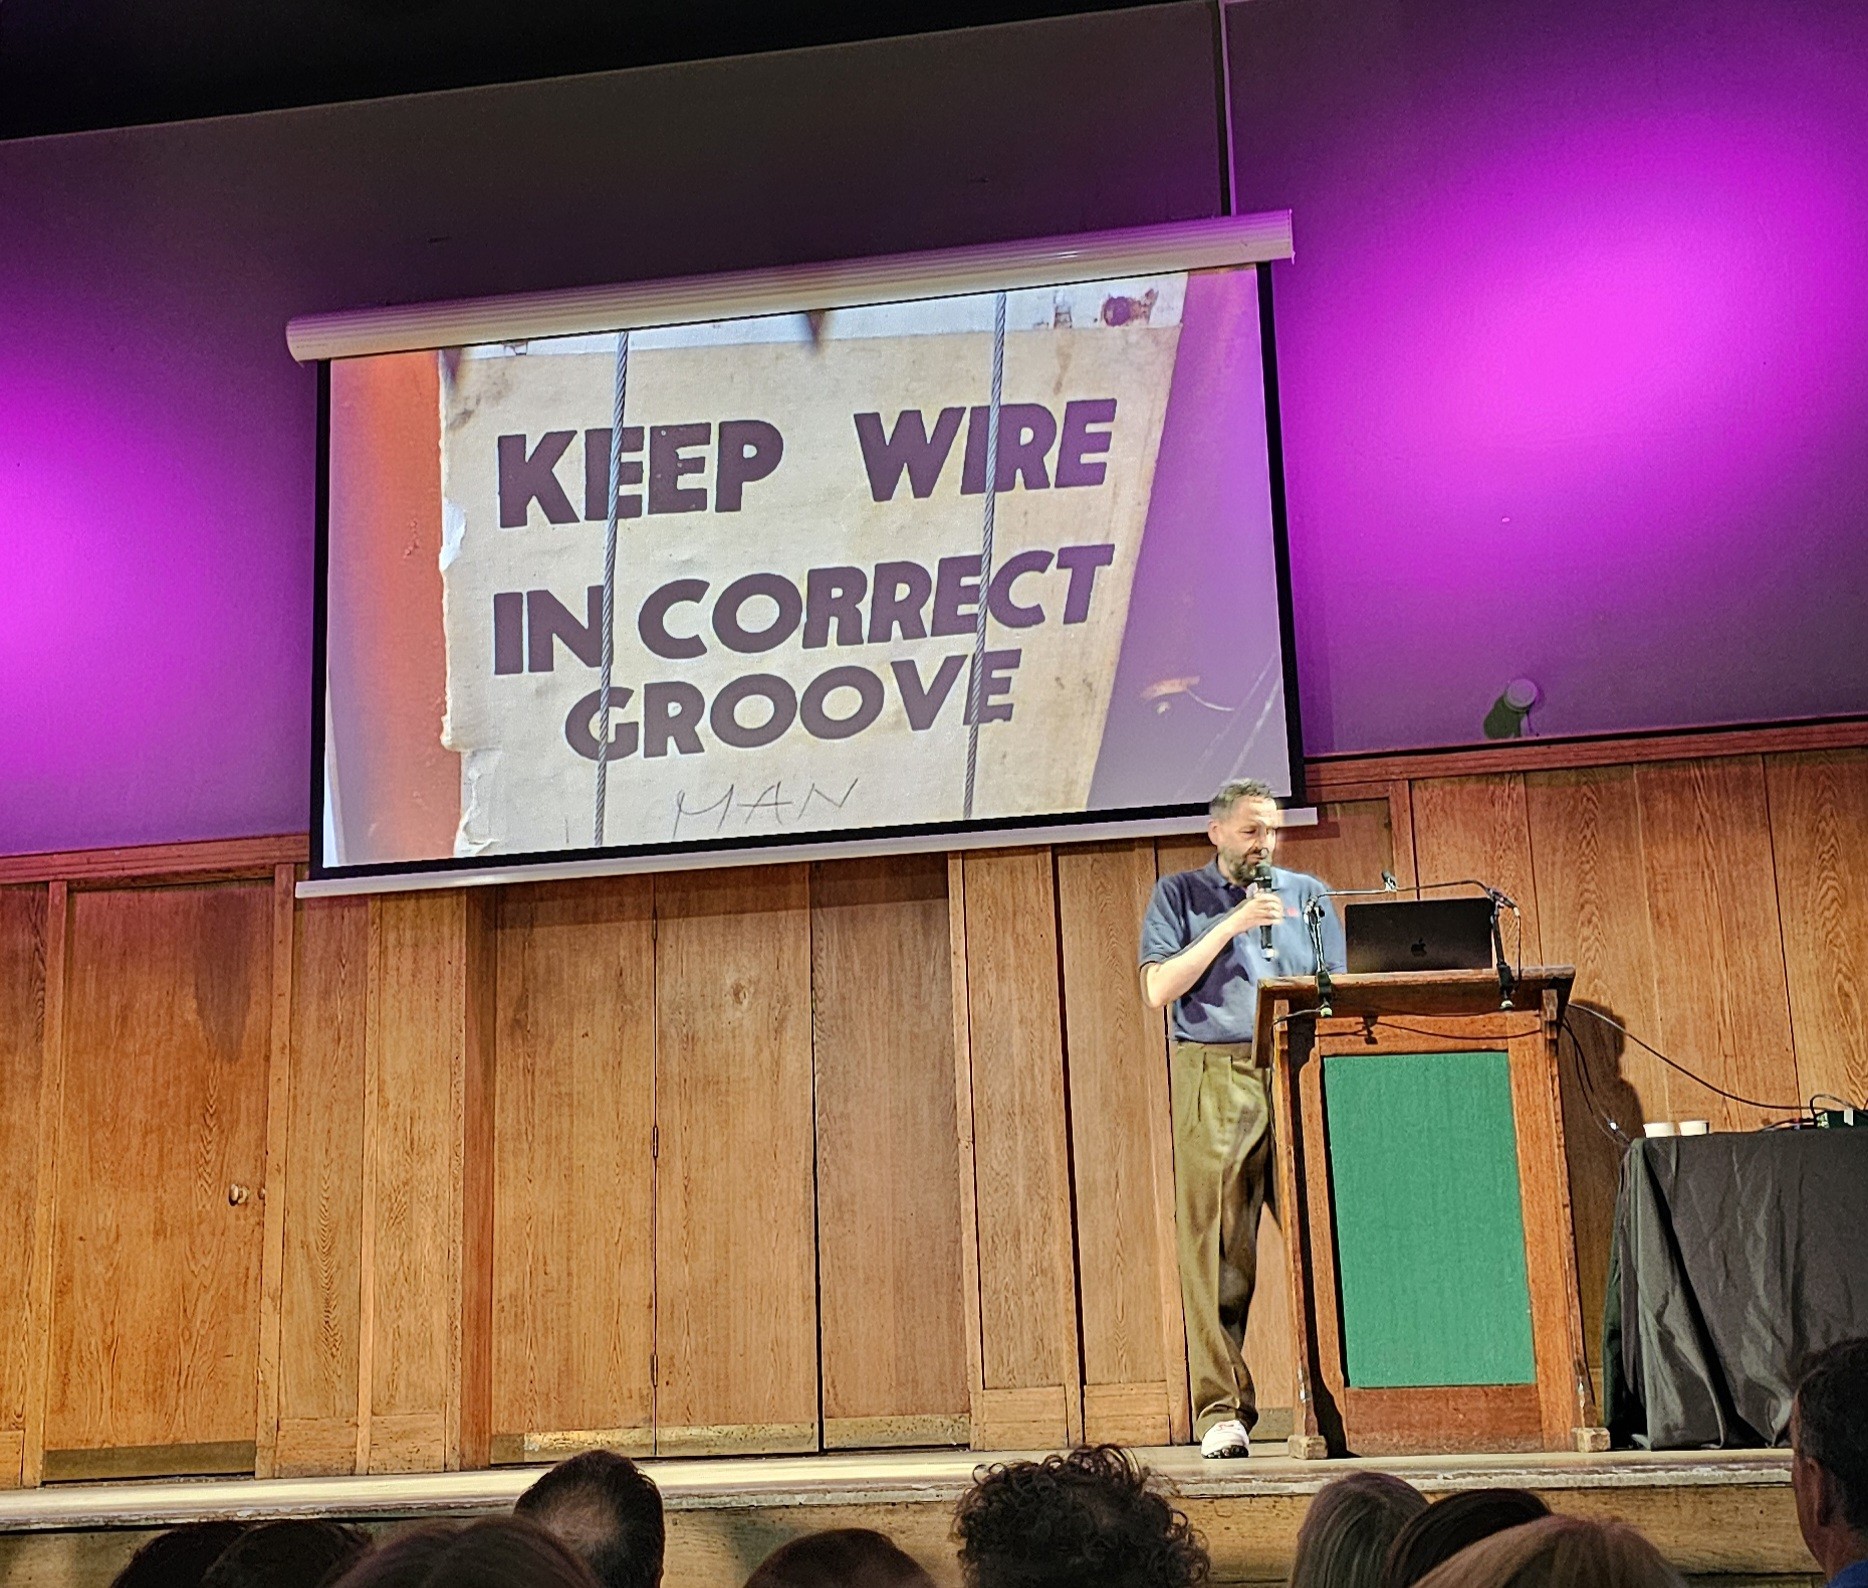 KEEP WIRE
IN CORRECT
GROOVE
MAN